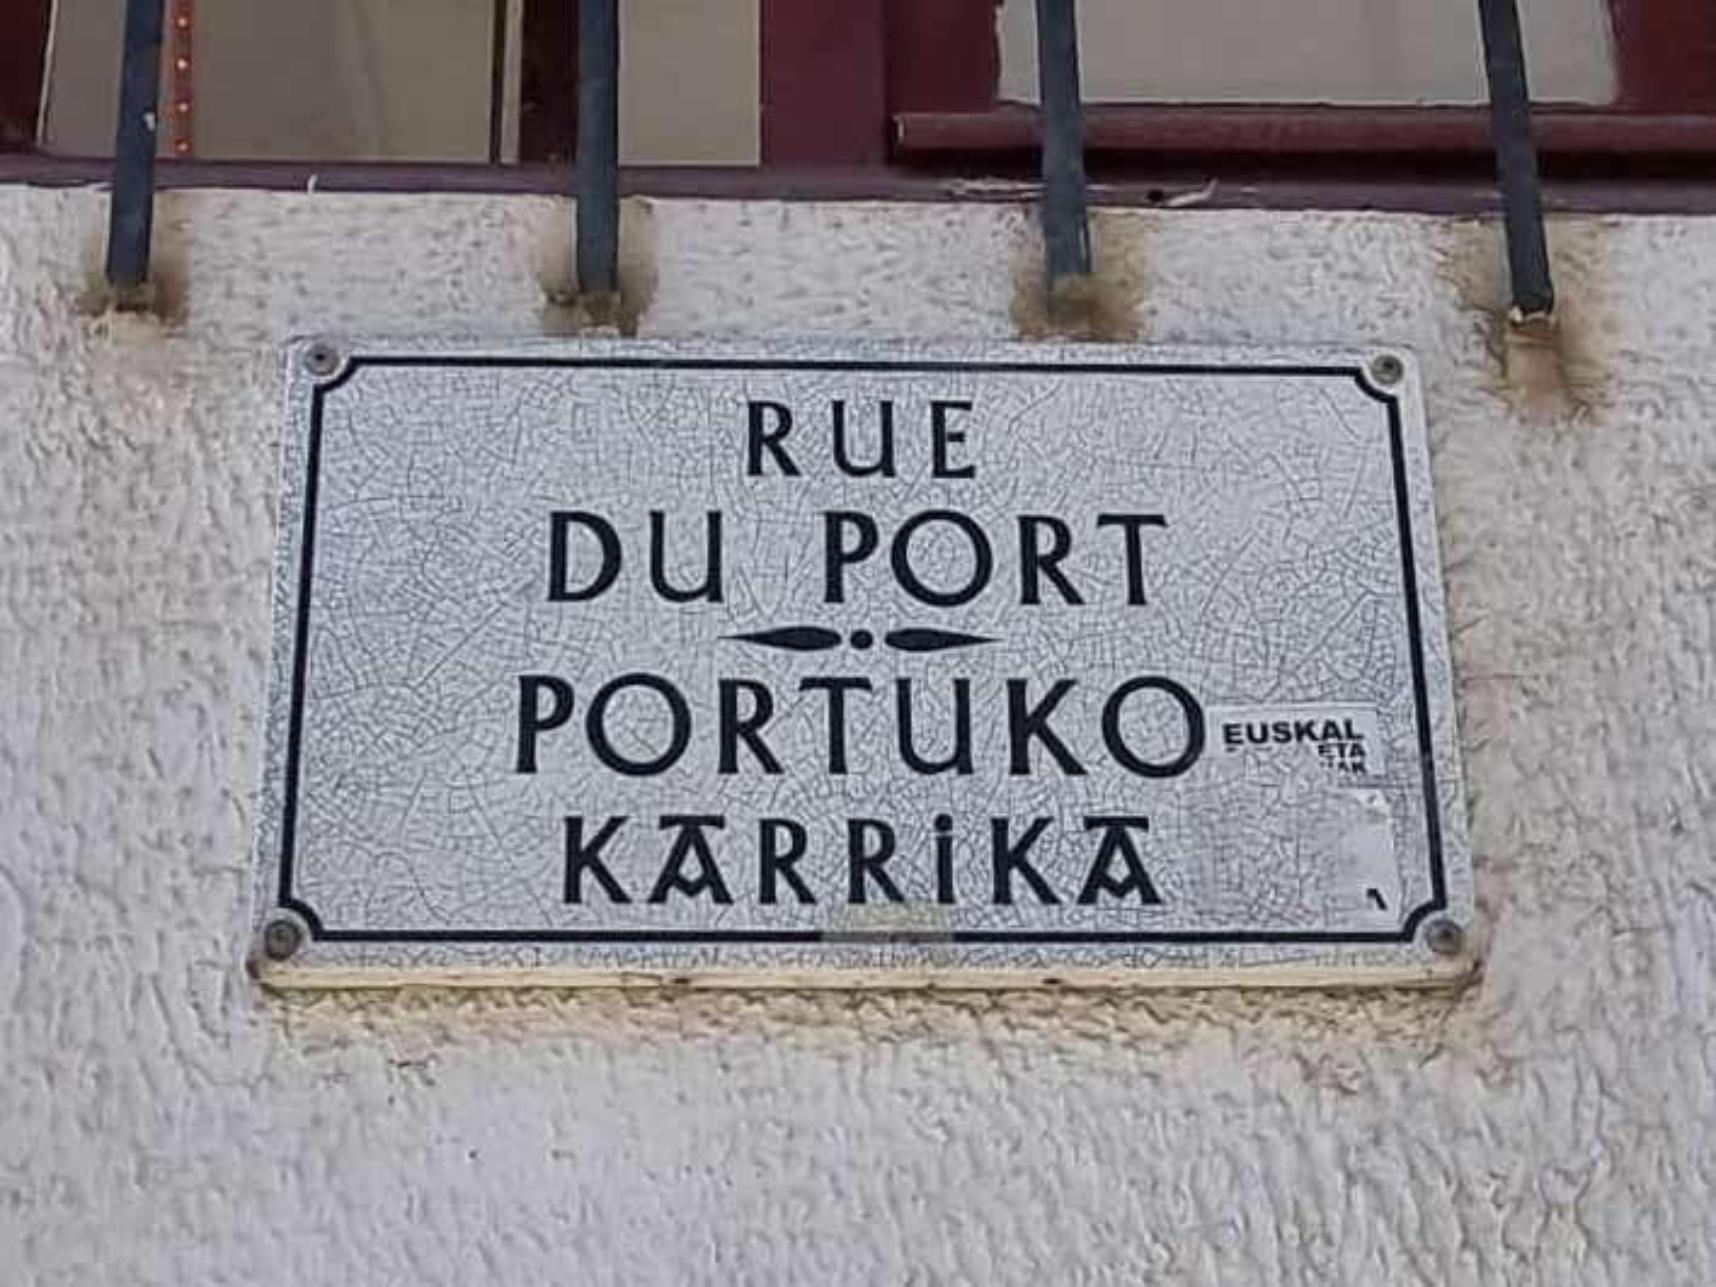 RUE
DU PORT
PORTUKO
KARRiKA
EUSKAL
ETA